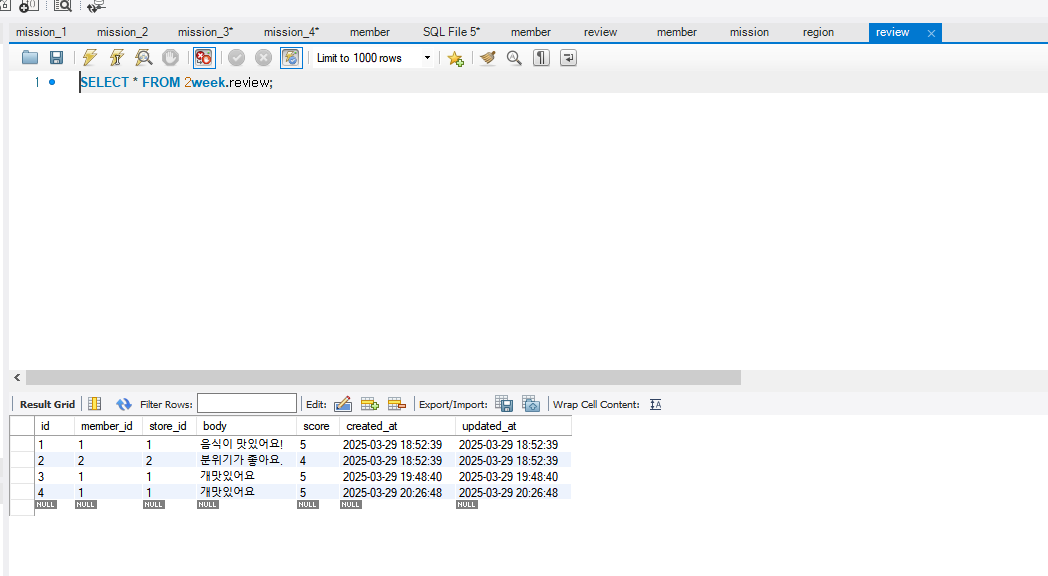 mission_1 mission_2 mission_3* mission_4* member SQL File 5* member review member mission region review
Limit to 1000 rows
1 SELECT * FROM 2week.review;
Result Grid Filter Rows: Edit: Export/Import: Wrap Cell Content:
id member_id store_id body score created_at updated_at
1 1 1 음식이 맛있어요! 5 2025-03-29 18:52:39 2025-03-29 18:52:39
2 2 2 분위기가 좋아요. 4 2025-03-29 18:52:39 2025-03-29 18:52:39
3 1 1 개맛있어요 5 2025-03-29 19:48:40 2025-03-29 19:48:40
4 1 1 개맛있어요 5 2025-03-29 20:26:48 2025-03-29 20:26:48
NULL NULL NULL NULL NULL NULL NULL